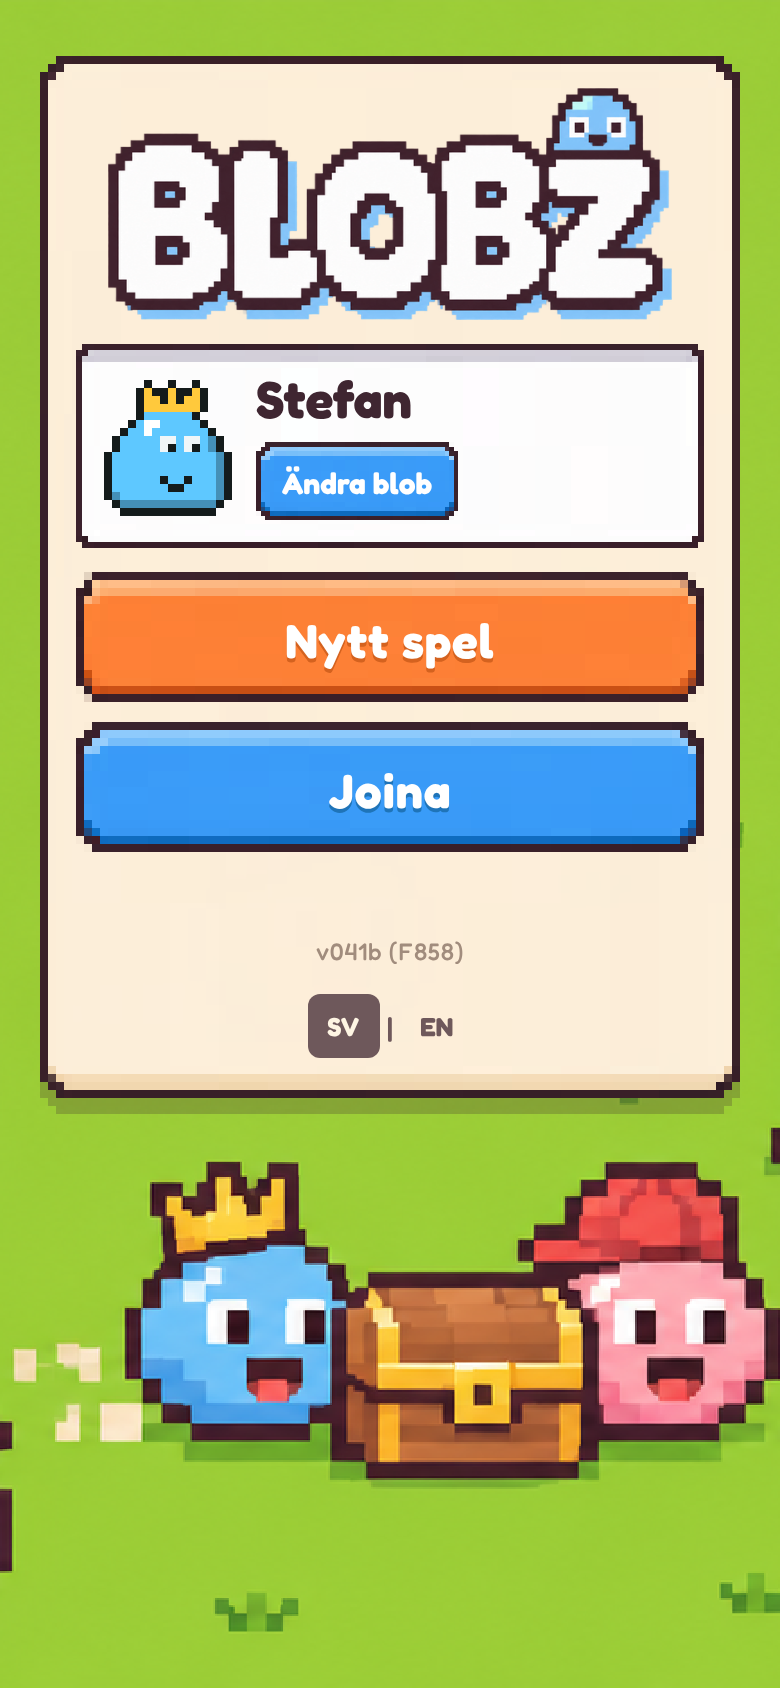 BLOBZ
Stefan
Ändra blob
Nytt spel
Joina
v041b (F858)
SV | EN